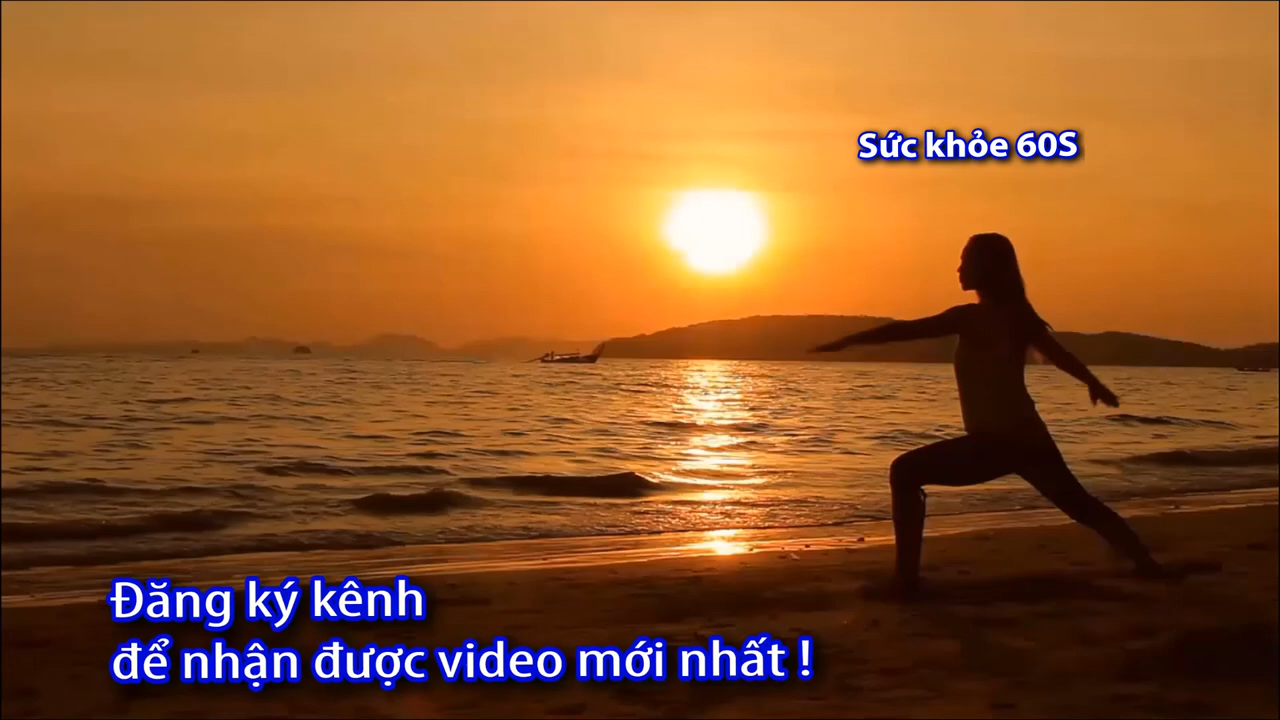 Sức khỏe 60S
Đăng ký kênh
để nhận được video mới nhất !